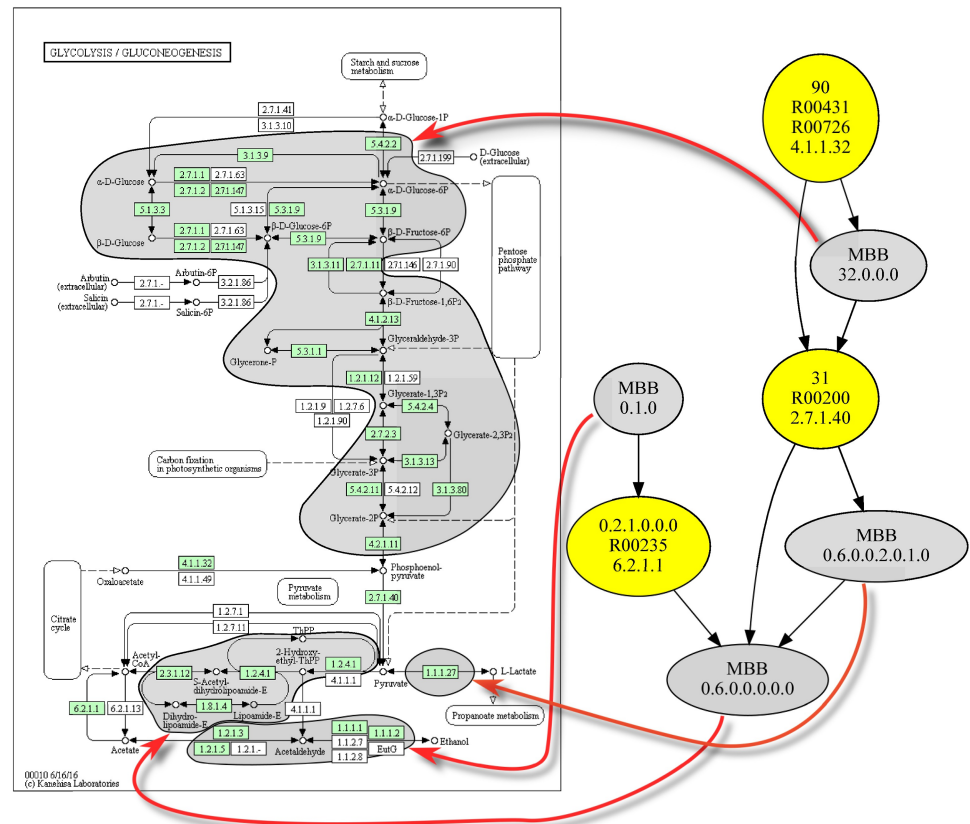 GLYCOLYSIS / GLUCONEOGENESIS
Starch and sucrose
metabolism
2.7.1.41
3.1.3.10
α-D-Glucose-1P
5.4.2.2
D-Glucose
(extracellular)
2.7.1.199
3.1.3.9
α-D-Glucose
2.7.1.1
2.7.1.63
2.7.1.2
2.7.1.147
α-D-Glucose-6P
5.1.3.3
5.1.3.15
5.3.1.9
5.3.1.9
β-D-Glucose-6P
β-D-Glucose
2.7.1.1
2.7.1.63
2.7.1.2
2.7.1.147
5.3.1.9
β-D-Fructose-6P
Pentose
phosphate
pathway
Arbutin
(extracellular)
2.7.1.-
Arbutin-6P
3.2.1.86
3.1.3.11
2.7.1.11
2.7.1.146
2.7.1.90
Salicin
(extracellular)
2.7.1.-
Salicin-6P
3.2.1.86
β-D-Fructose-1,6P2
4.1.2.13
Glyceraldehyde-3P
5.3.1.1
Glycerone-P
1.2.1.12
1.2.1.59
1.2.1.9
1.2.7.6
1.2.1.90
Glycerate-1,3P2
5.4.2.4
2.7.2.3
Glycerate-2,3P2
Carbon fixation
in photosynthetic organisms
3.1.3.13
Glycerate-3P
5.4.2.11
5.4.2.12
3.1.3.80
Glycerate-2P
4.2.1.11
4.1.1.32
4.1.1.49
Oxaloacetate
Phosphoenol-
pyruvate
Pyruvate
metabolism
2.7.1.40
Citrate
cycle
1.2.7.1
1.2.7.11
ThPP
Acetyl-
CoA
2-Hydroxy-
ethyl-ThPP
2.3.1.12
1.2.4.1
1.2.4.1
4.1.1.1
Pyruvate
1.1.1.27
L-Lactate
S-Acetyl-
dihydrolipoamide-E
6.2.1.1
6.2.1.13
1.8.1.4
Dihydro-
lipoamide-E
Lipoamide-E
4.1.1.1
Propanoate metabolism
Acetate
1.2.1.3
1.2.1.5
1.2.1.-
Acetaldehyde
1.1.1.1
1.1.1.2
1.1.2.7
EutG
1.1.2.8
Ethanol
00010 6/16/16
(c) Kanehisa Laboratories
90
R00431
R00726
4.1.1.32
MBB
32.0.0.0
31
R00200
2.7.1.40
MBB
0.1.0
0.2.1.0.0.0
R00235
6.2.1.1
MBB
0.6.0.0.2.0.1.0
MBB
0.6.0.0.0.0.0